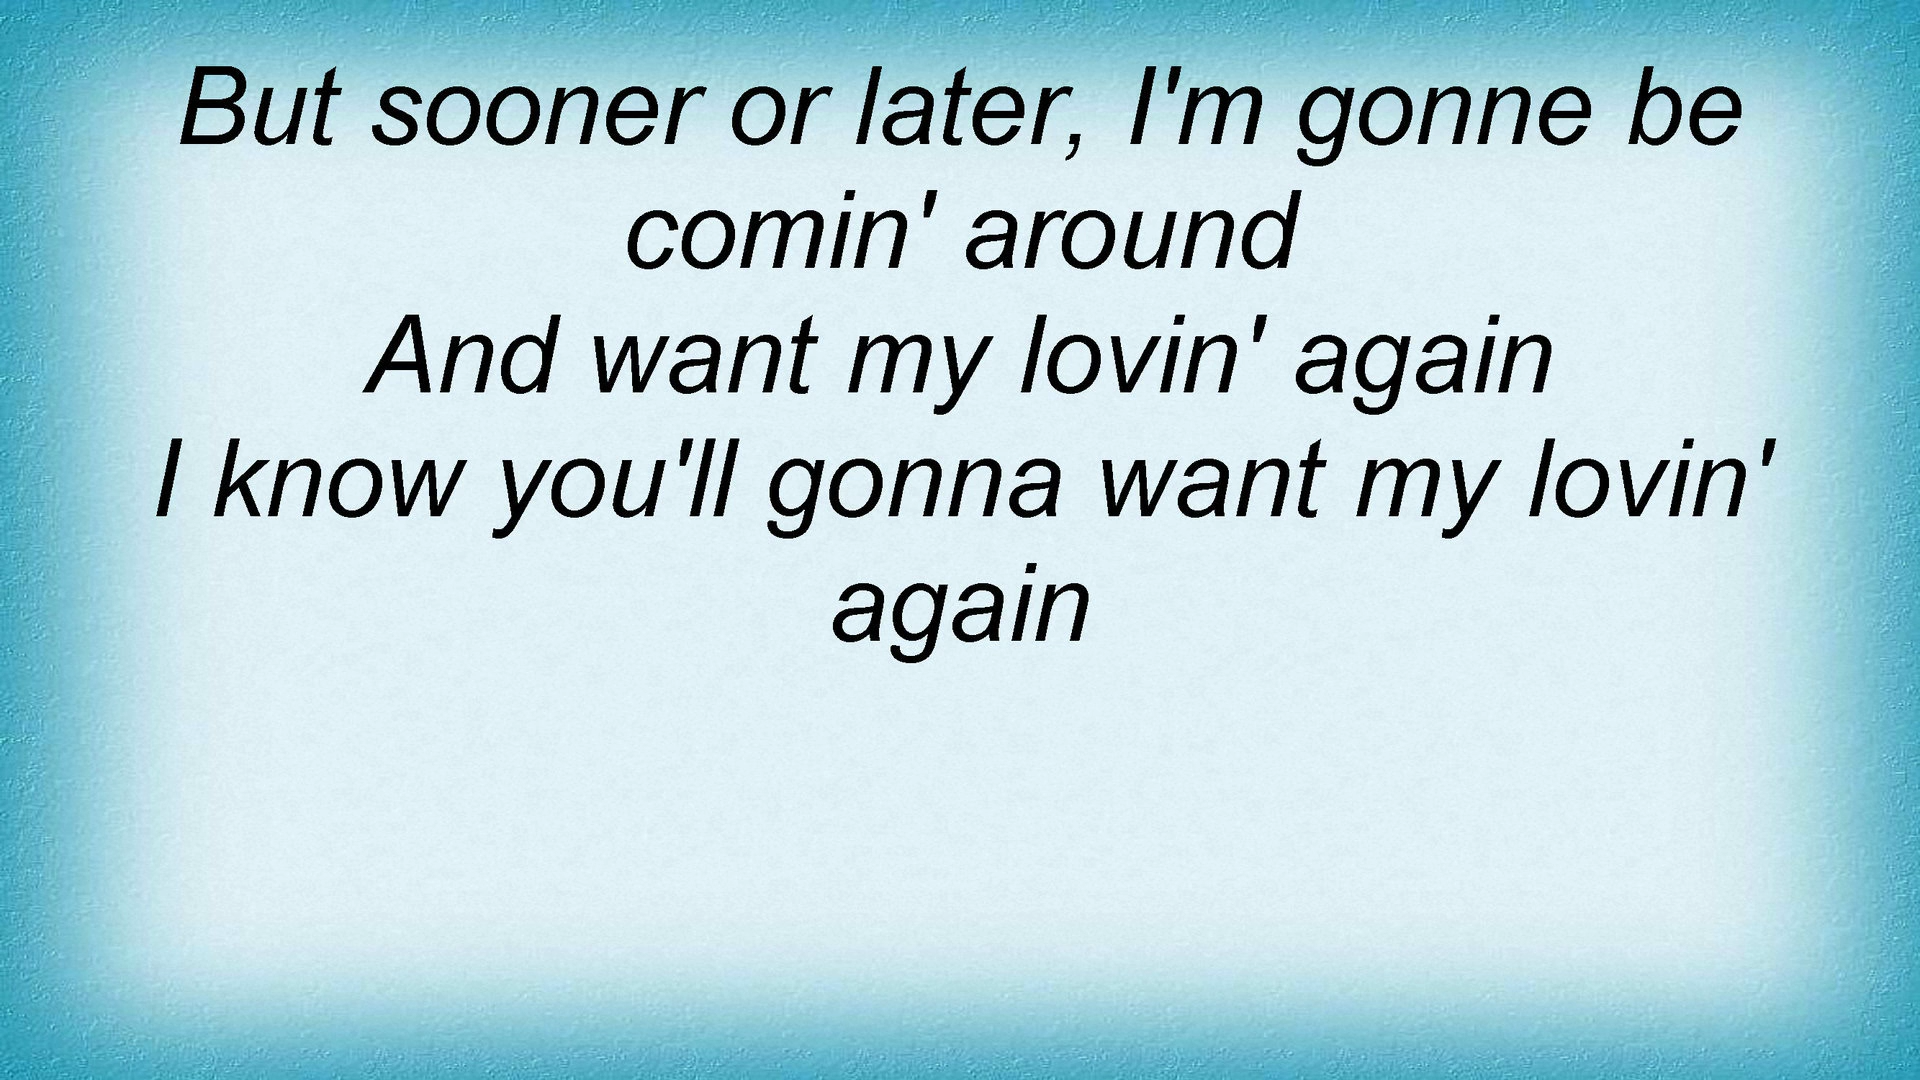 But sooner or later, I'm gonne be
comin' around
And want my lovin' again
I know you'll gonna want my lovin'
again